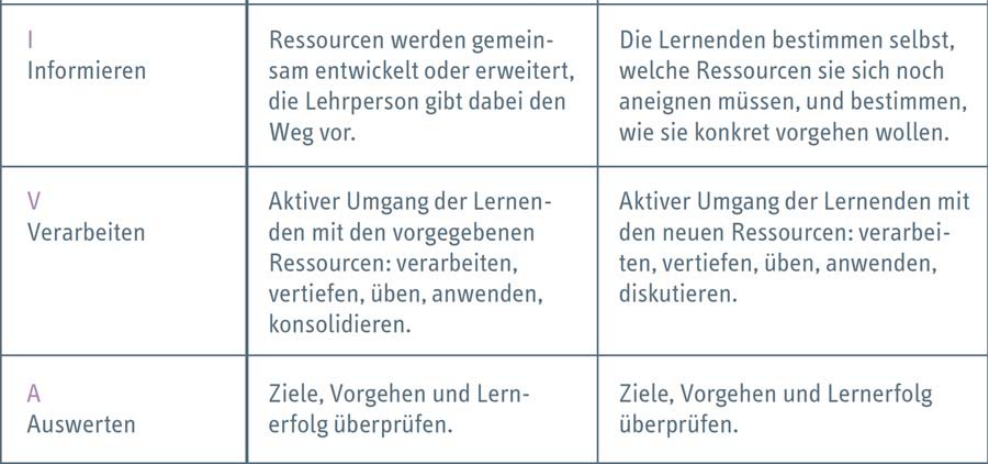 I
Informieren
Ressourcen werden gemein-
sam entwickelt oder erweitert,
die Lehrperson gibt dabei den
Weg vor.
Die Lernenden bestimmen selbst,
welche Ressourcen sie sich noch
aneignen müssen, und bestimmen,
wie sie konkret vorgehen wollen.
V
Verarbeiten
Aktiver Umgang der Lernen-
den mit den vorgegebenen
Ressourcen: verarbeiten,
vertiefen, üben, anwenden,
konsolidieren.
Aktiver Umgang der Lernenden mit
den neuen Ressourcen: verarbei-
ten, vertiefen, üben, anwenden,
diskutieren.
A
Auswerten
Ziele, Vorgehen und Lern-
erfolg überprüfen.
Ziele, Vorgehen und Lernerfolg
überprüfen.